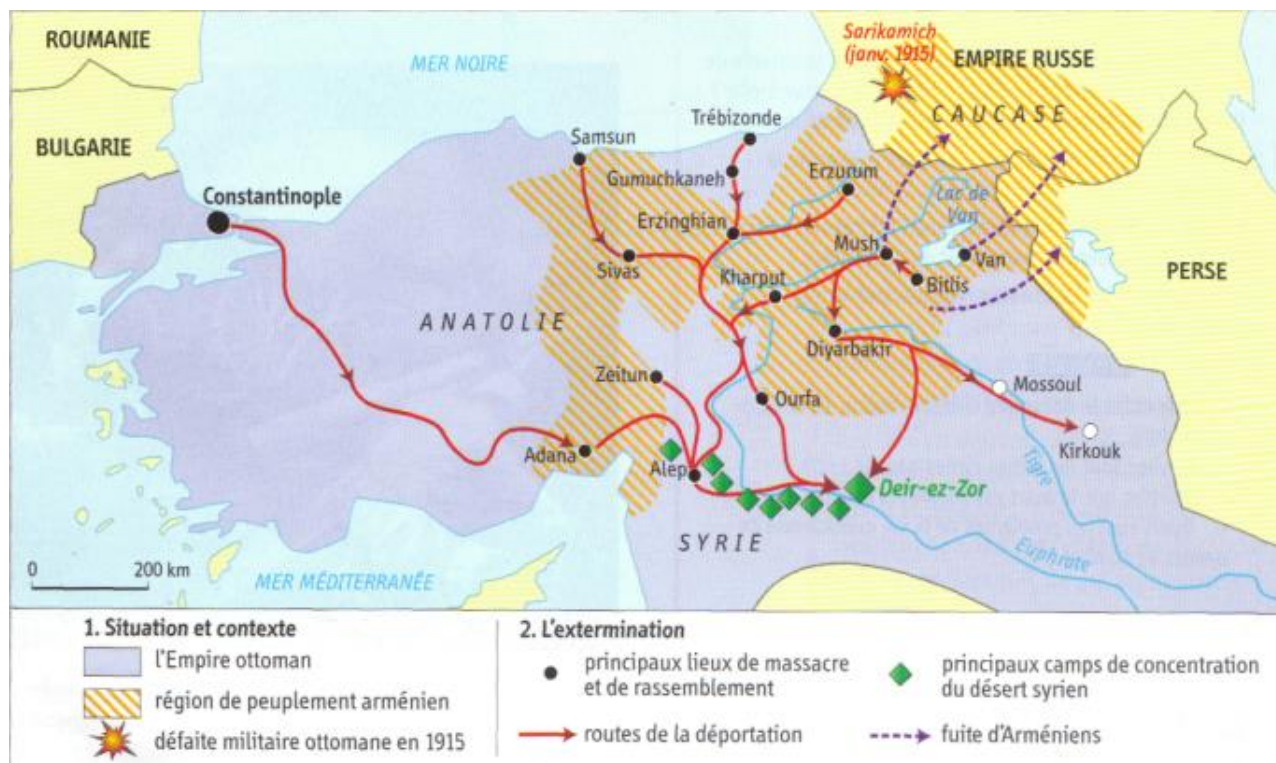 ROUMANIE
MER NOIRE
Sarikamich
(janv. 1915)
EMPIRE RUSSE
CAUCASE
BULGARIE
Trébizonde
Samsun
Gumuchkaneh
Erzurum
Constantinople
Erzinghian
Lac de
Van
Mush
Van
PERSE
Sivas
Kharput
Bitlis
ANATOLIE
Diyarbakir
Zeitun
Ourfa
Mossoul
Adana
Alep
Kirkouk
Deir-ez-Zor
Tigre
SYRIE
Euphrate
0 200 km
MER MÉDITERRANÉE
1. Situation et contexte
l'Empire ottoman
région de peuplement arménien
défaite militaire ottomane en 1915
2. L'extermination
principaux lieux de massacre
et de rassemblement
routes de la déportation
principaux camps de concentration
du désert syrien
fuite d'Arméniens